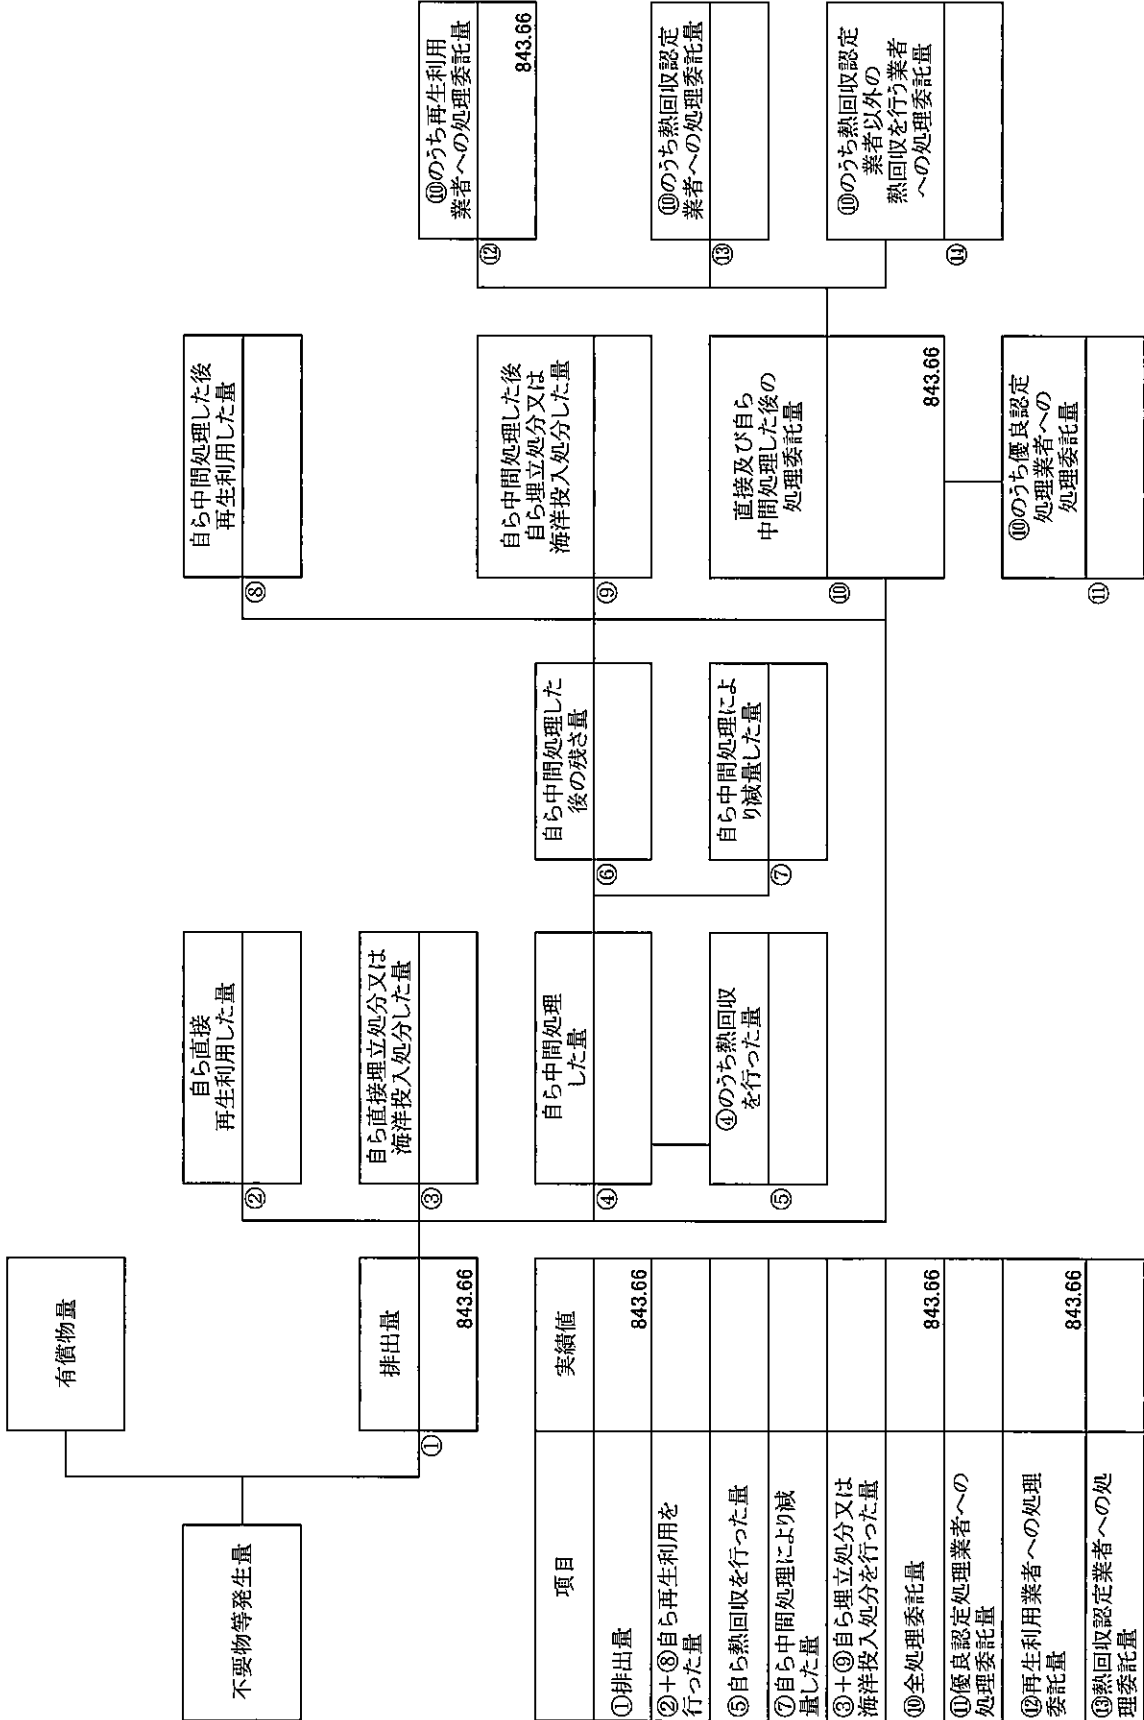 不要物等発生量
有償物量
排出量
①
843.66
②
自ら直接
再生利用した量
③
自ら直接埋立処分又は
海洋投入処分した量
④
自ら中間処理
した量
⑤
④のうち熱回収
を行った量
⑥
自ら中間処理した
後の残さ量
⑦
自ら中間処理によ
り減量した量
⑧
自ら中間処理した後
再生利用した量
⑨
自ら中間処理した後
自ら埋立処分又は
海洋投入処分した量
⑩
直接及び自ら
中間処理した後の
処理委託量
843.66
⑪
⑩のうち優良認定
処理業者への
処理委託量
⑫
⑩のうち再生利用
業者への処理委託量
843.66
⑬
⑩のうち熱回収認定
業者への処理委託量
⑭
⑩のうち熱回収認定
業者以外の
熱回収を行う業者
への処理委託量
項目
実績値
①排出量
843.66
②+⑧自ら再生利用を
行った量
⑤自ら熱回収を行った量
⑦自ら中間処理により減
量した量
③+⑨自ら埋立処分又は
海洋投入処分を行った量
⑩全処理委託量
843.66
⑪優良認定処理業者への
処理委託量
⑫再生利用業者への処理
委託量
843.66
⑬熱回収認定業者への処
理委託量